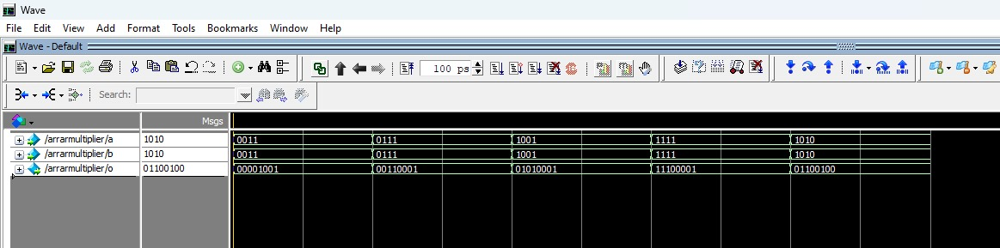 Wave
File Edit View Add Format Tools Bookmarks Window Help
Wave - Default
100 ps
Search:
Msgs
/arrarmultiplier/a 1010 0011 0111 1001 1111 1010
/arrarmultiplier/b 1010 0011 0111 1001 1111 1010
/arrarmultiplier/o 01100100 00001001 00110001 01010001 11100001 01100100